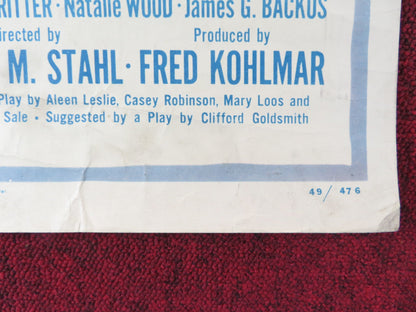 RITTER · Natalie WOOD · James G. BACKUS
irected by Produced by
M. STAHL · FRED KOHLMAR
Play by Aleen Leslie, Casey Robinson, Mary Loos and
Sale • Suggested by a Play by Clifford Goldsmith
49/476